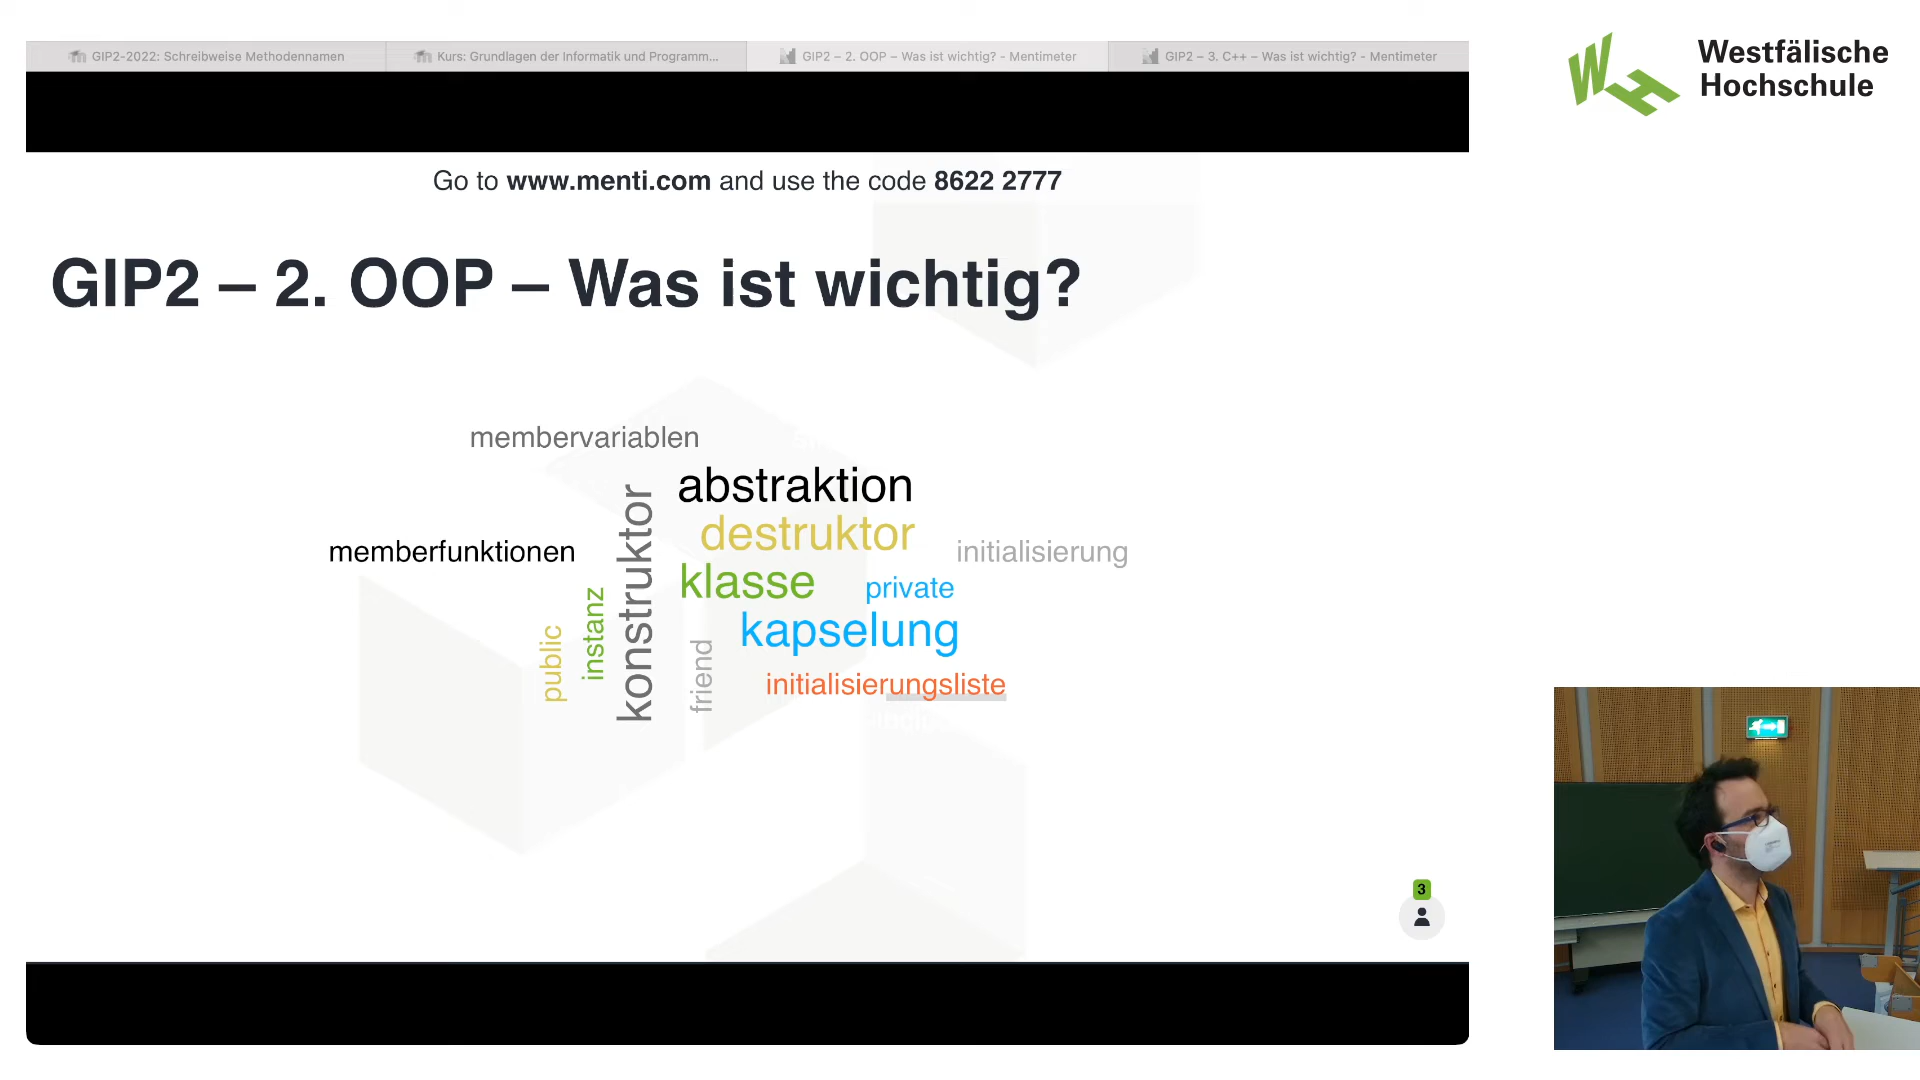 GIP2-2022: Schreibweise Methodennamen
Kurs: Grundlagen der Informatik und Programm...
GIP2 – 2. OOP – Was ist wichtig? - Mentimeter
GIP2 – 3. C++ – Was ist wichtig? - Mentimeter
Westfälische
Hochschule
Go to www.menti.com and use the code 8622 2777
GIP2 – 2. OOP – Was ist wichtig?
membervariablen
abstraktion
destruktor
memberfunktionen
initialisierung
klasse
private
konstruktor
instanz
public
kapselung
friend
initialisierungsliste
3